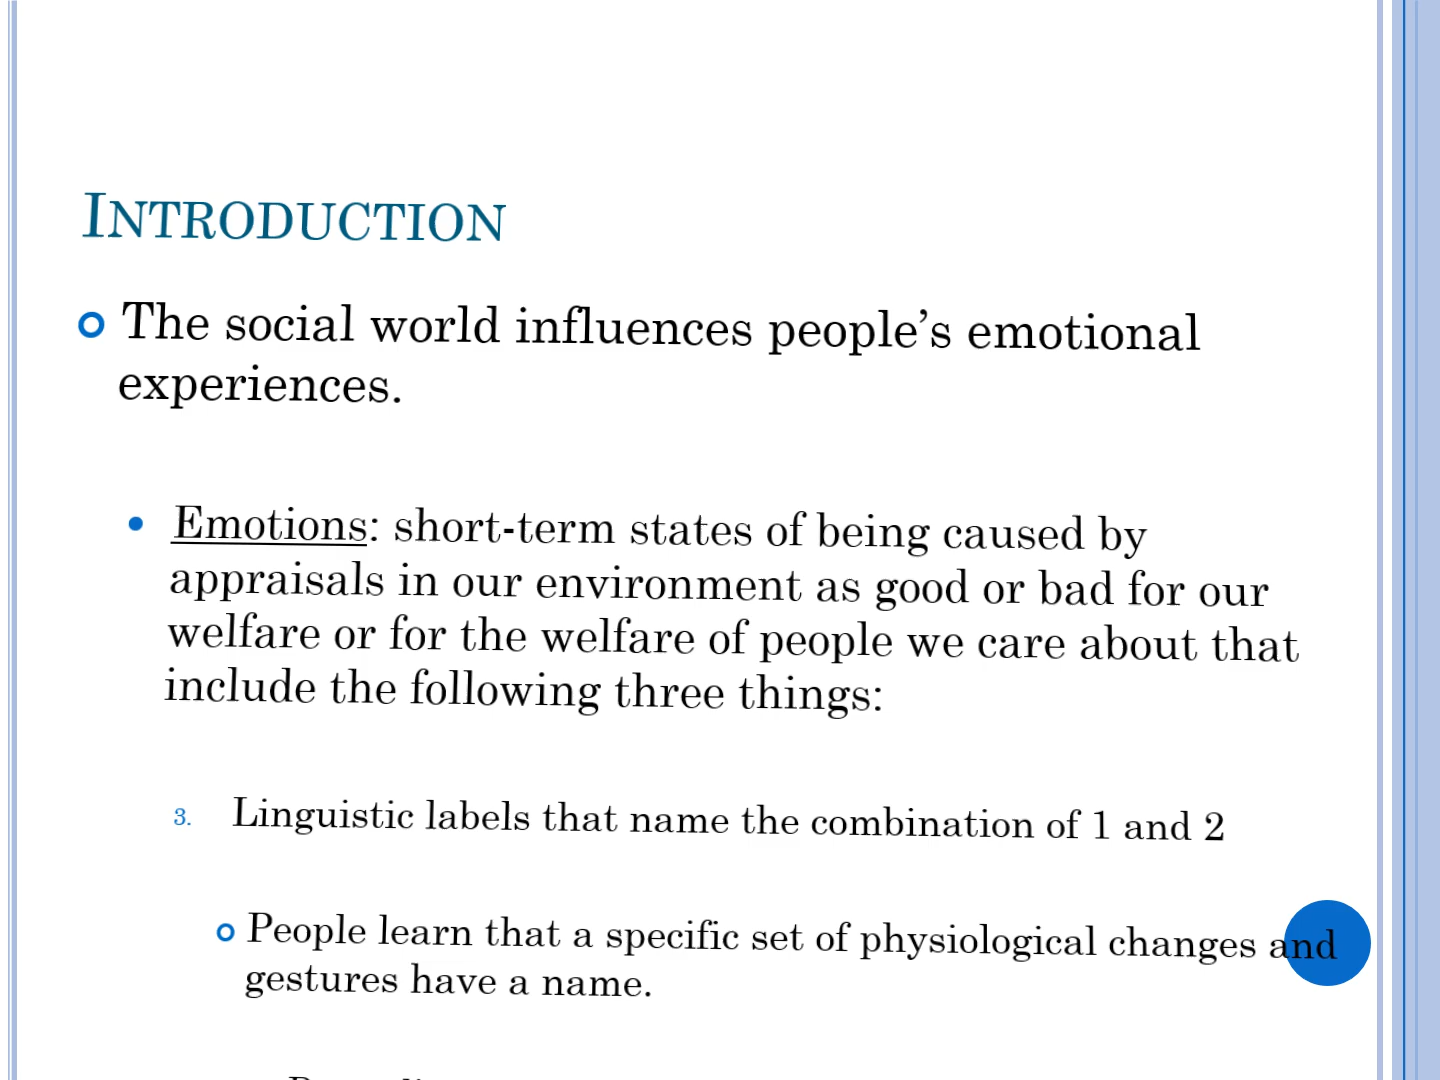 INTRODUCTION
The social world influences people’s emotional
experiences.
Emotions: short-term states of being caused by
appraisals in our environment as good or bad for our
welfare or for the welfare of people we care about that
include the following three things:
3. Linguistic labels that name the combination of 1 and 2
People learn that a specific set of physiological changes and
gestures have a name.